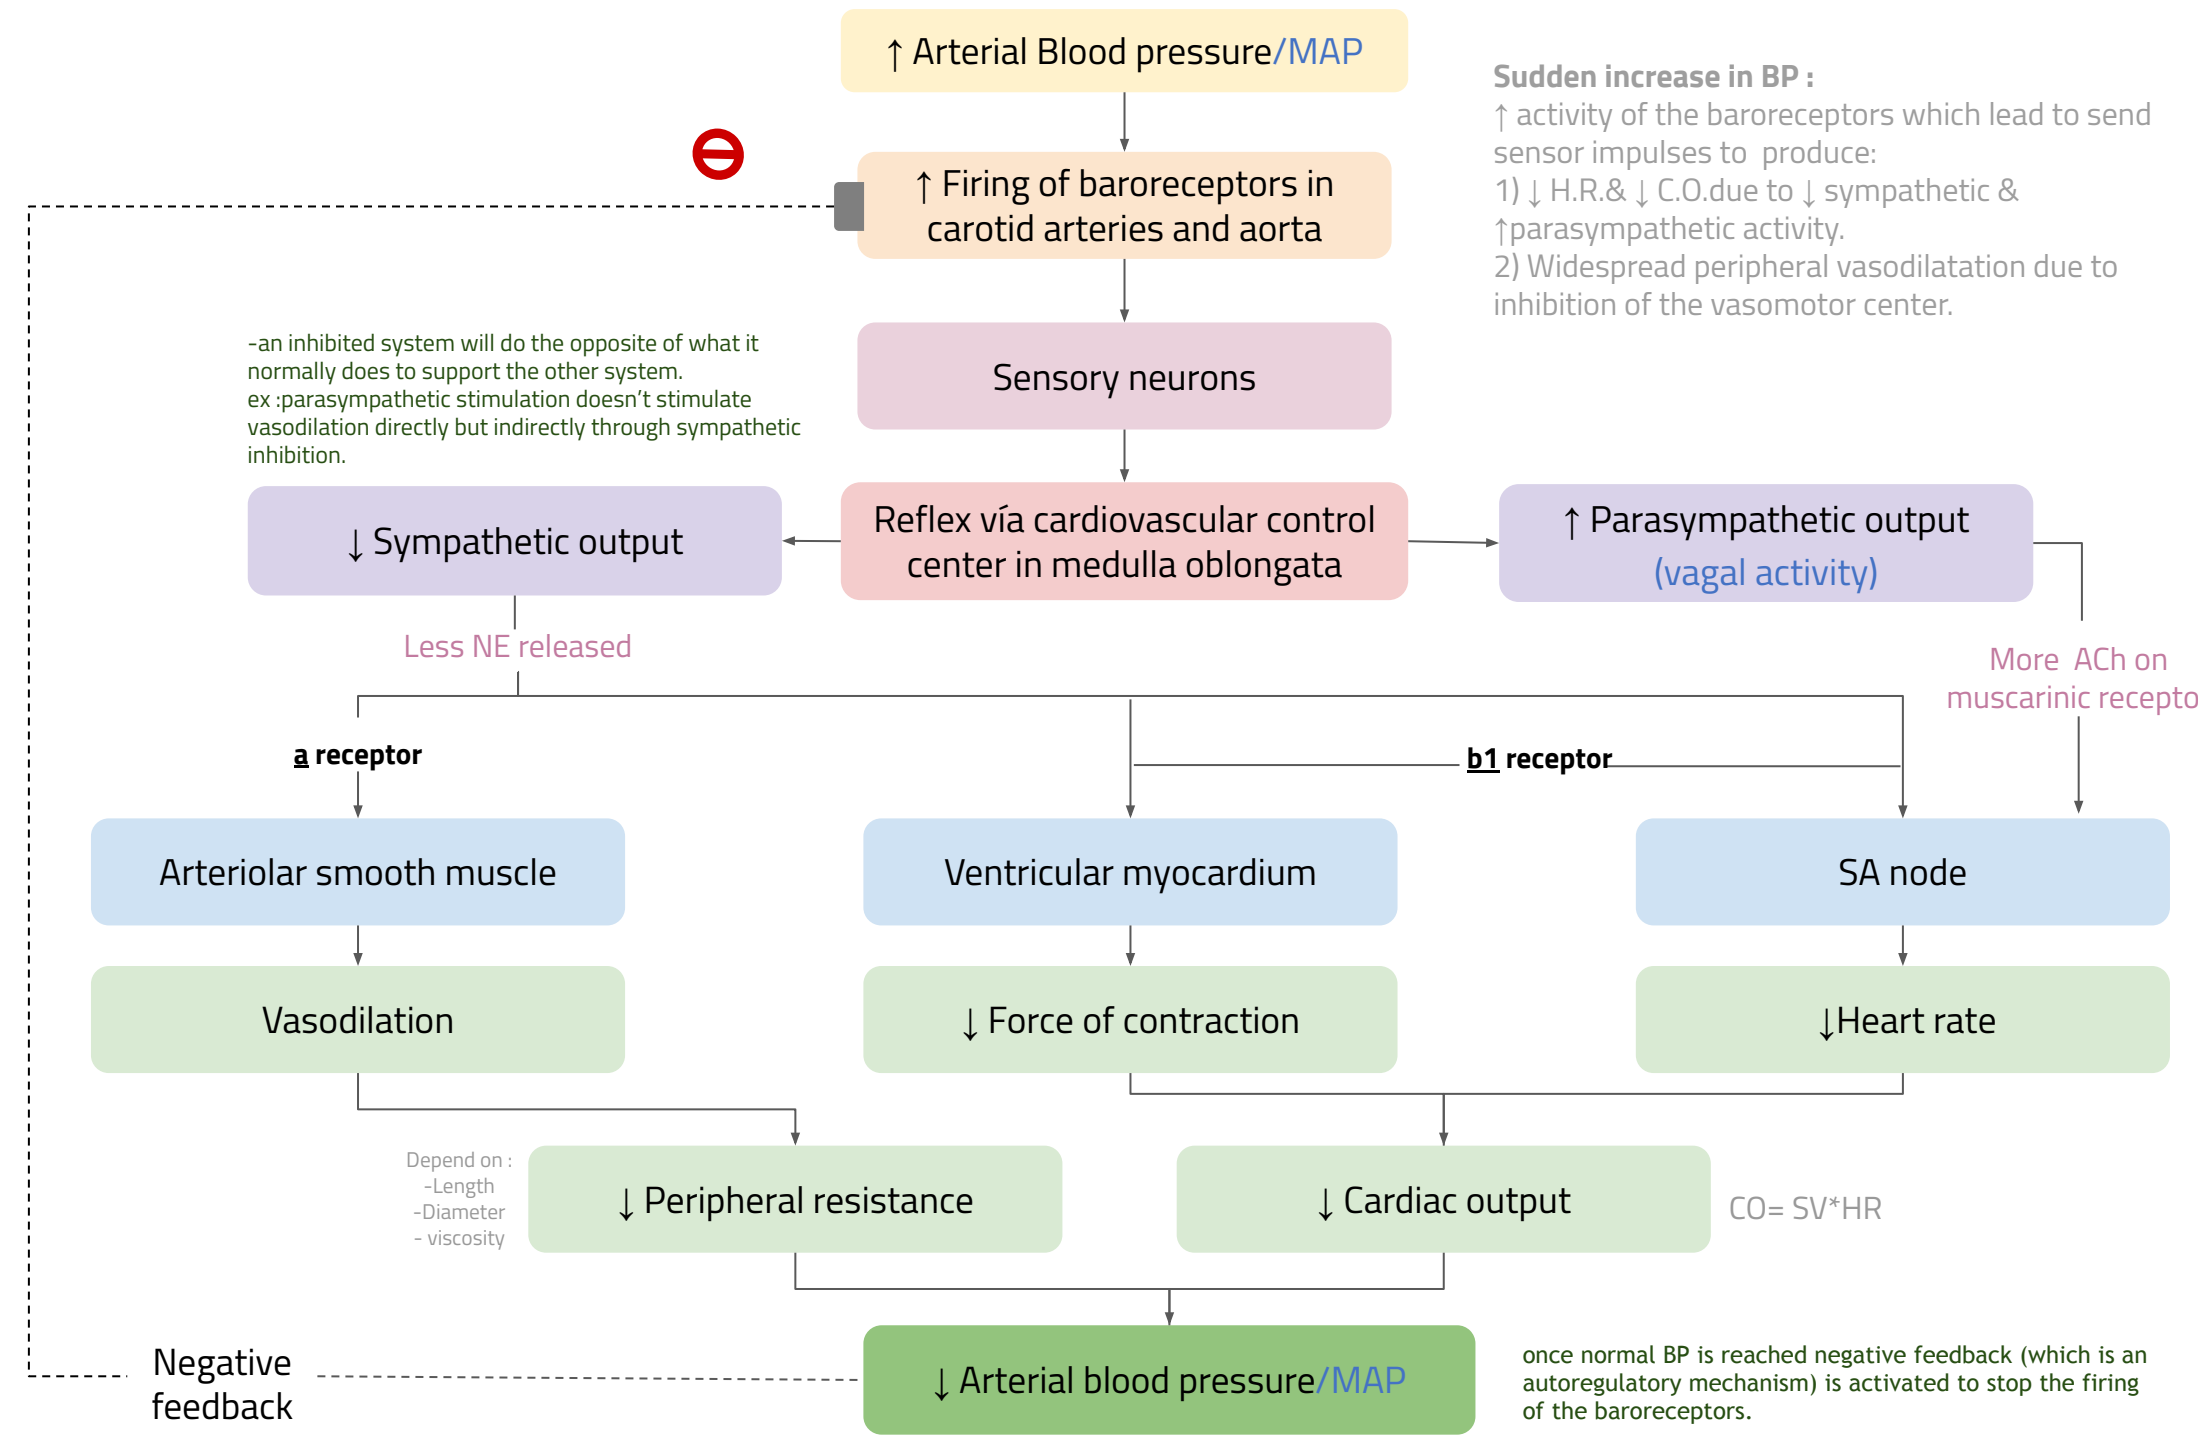 ↑ Arterial Blood pressure/MAP
Sudden increase in BP :
↑ activity of the baroreceptors which lead to send
sensor impulses to  produce:
1) ↓ H.R.& ↓ C.O.due to ↓ sympathetic &
↑parasympathetic activity.
2) Widespread peripheral vasodilatation due to
inhibition of the vasomotor center.
↑ Firing of baroreceptors in
carotid arteries and aorta
Sensory neurons
-an inhibited system will do the opposite of what it
normally does to support the other system.
ex :parasympathetic stimulation doesn't stimulate
vasodilation directly but indirectly through sympathetic
inhibition.
↓ Sympathetic output
Reflex vía cardiovascular control
center in medulla oblongata
↑ Parasympathetic output
(vagal activity)
Less NE released
More  ACh on
muscarinic recepto
a receptor
b1 receptor
Arteriolar smooth muscle
Ventricular myocardium
SA node
Vasodilation
↓ Force of contraction
↓Heart rate
Depend on :
-Length
-Diameter
- viscosity
↓ Peripheral resistance
↓ Cardiac output
CO= SV*HR
Negative
feedback
↓ Arterial blood pressure/MAP
once normal BP is reached negative feedback (which is an
autoregulatory mechanism) is activated to stop the firing
of the baroreceptors.